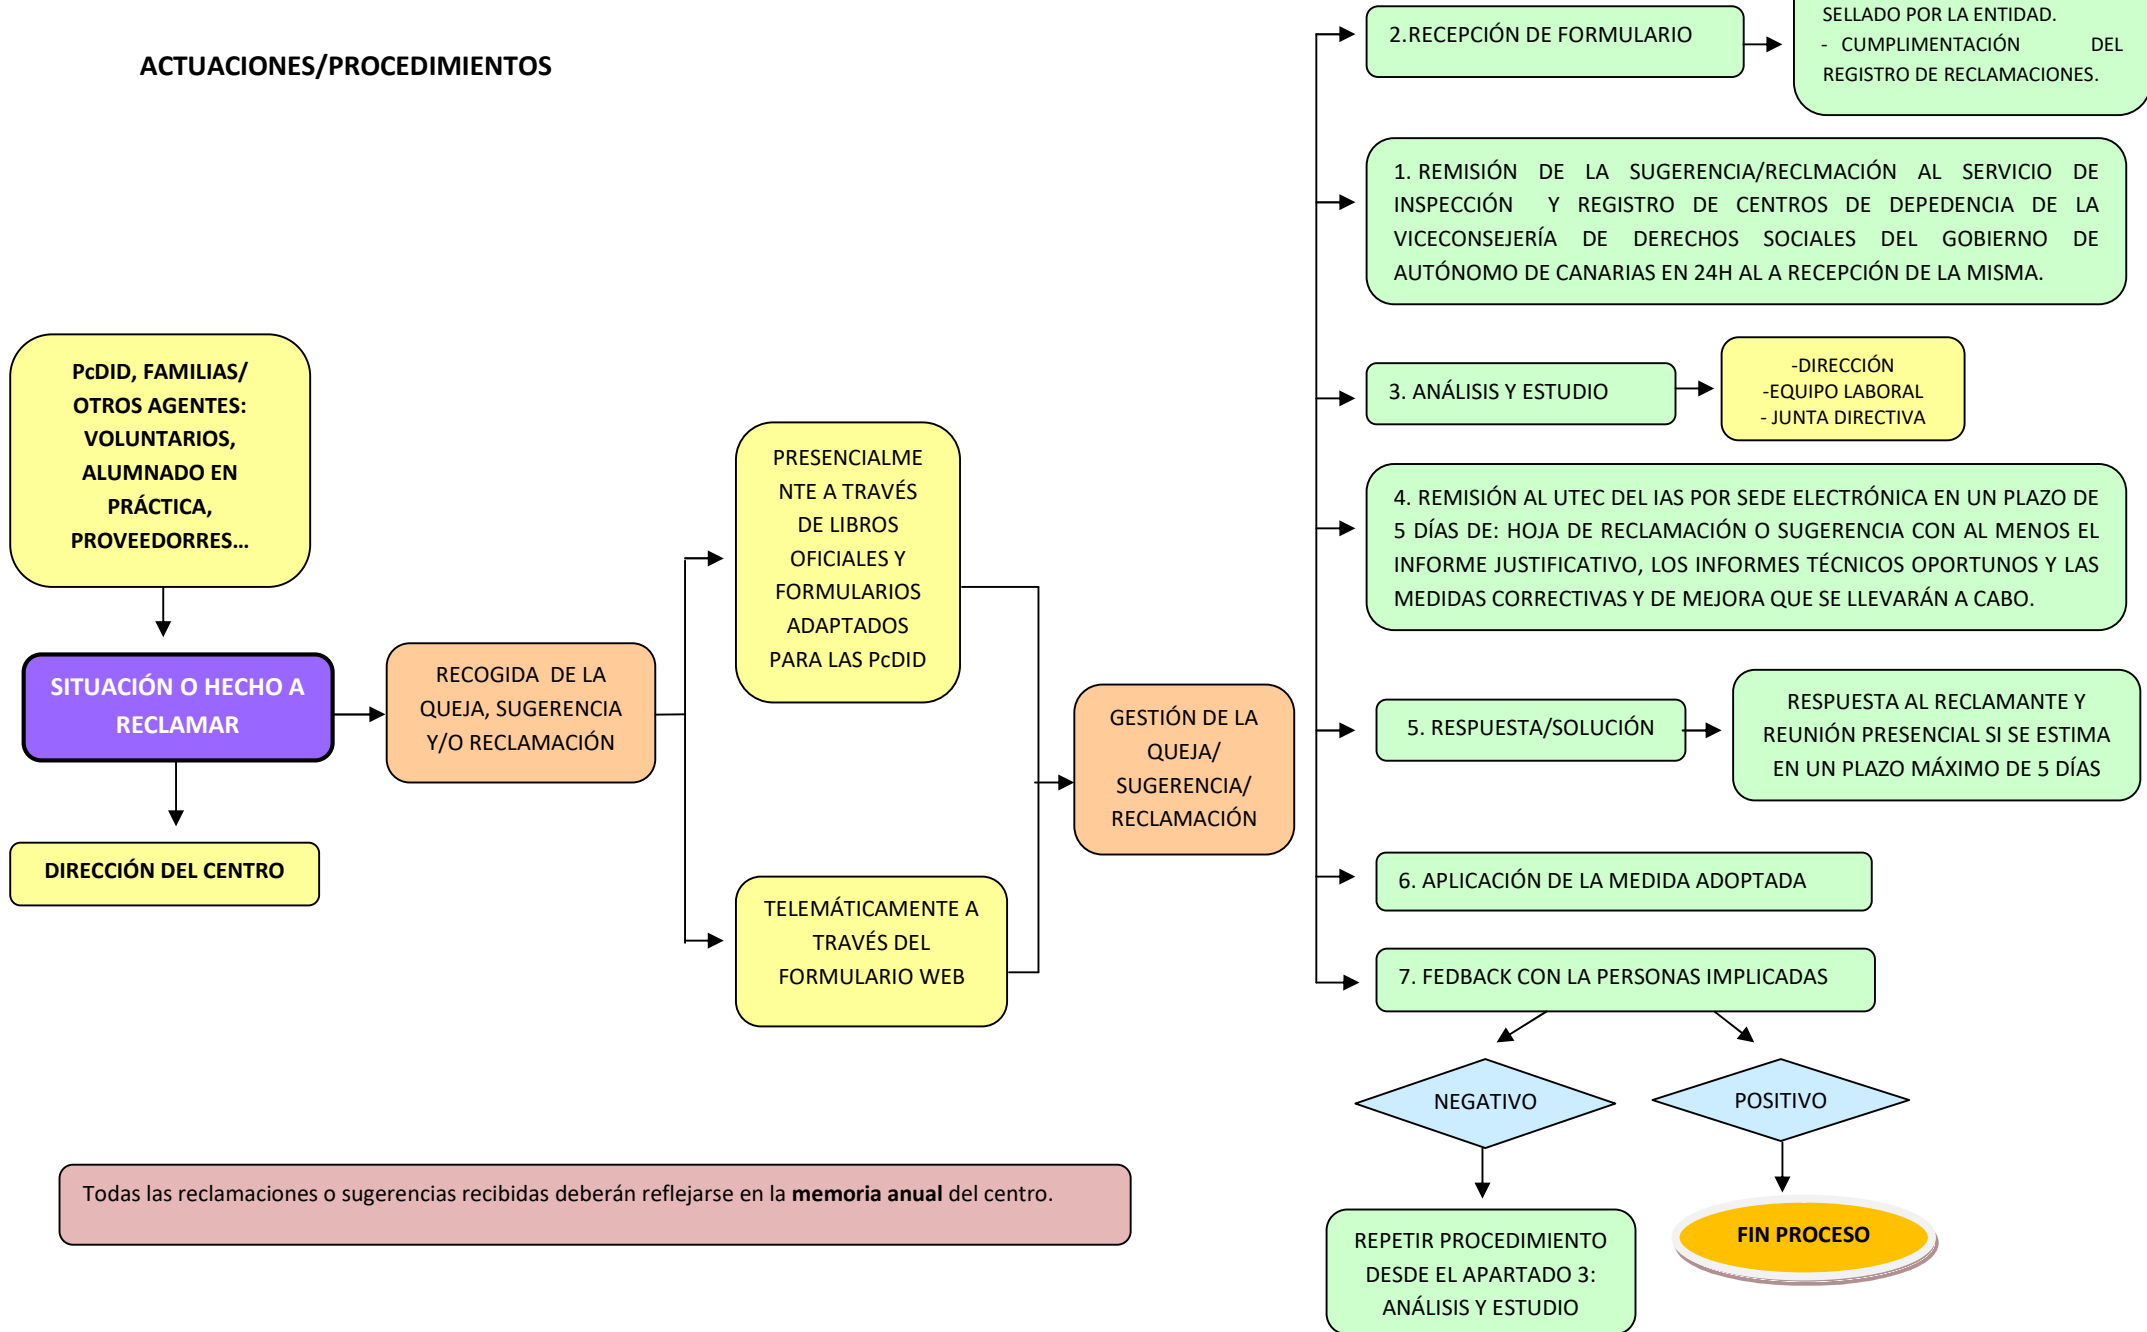 ACTUACIONES/PROCEDIMIENTOS
PcDID, FAMILIAS/
OTROS AGENTES:
VOLUNTARIOS,
ALUMNADO EN
PRÁCTICA,
PROVEEDORRES…
SITUACIÓN O HECHO A
RECLAMAR
DIRECCIÓN DEL CENTRO
RECOGIDA DE LA
QUEJA, SUGERENCIA
Y/O RECLAMACIÓN
PRESENCIALME
NTE A TRAVÉS
DE LIBROS
OFICIALES Y
FORMULARIOS
ADAPTADOS
PARA LAS PcDID
TELEMÁTICAMENTE A
TRAVÉS DEL
FORMULARIO WEB
GESTIÓN DE LA
QUEJA/
SUGERENCIA/
RECLAMACIÓN
2.RECEPCIÓN DE FORMULARIO
SELLADO POR LA ENTIDAD.
- CUMPLIMENTACIÓN DEL
REGISTRO DE RECLAMACIONES.
1. REMISIÓN DE LA SUGERENCIA/RECLMACIÓN AL SERVICIO DE
INSPECCIÓN Y REGISTRO DE CENTROS DE DEPEDENCIA DE LA
VICECONSEJERÍA DE DERECHOS SOCIALES DEL GOBIERNO DE
AUTÓNOMO DE CANARIAS EN 24H AL A RECEPCIÓN DE LA MISMA.
3. ANÁLISIS Y ESTUDIO
-DIRECCIÓN
-EQUIPO LABORAL
- JUNTA DIRECTIVA
4. REMISIÓN AL UTEC DEL IAS POR SEDE ELECTRÓNICA EN UN PLAZO DE
5 DÍAS DE: HOJA DE RECLAMACIÓN O SUGERENCIA CON AL MENOS EL
INFORME JUSTIFICATIVO, LOS INFORMES TÉCNICOS OPORTUNOS Y LAS
MEDIDAS CORRECTIVAS Y DE MEJORA QUE SE LLEVARÁN A CABO.
5. RESPUESTA/SOLUCIÓN
RESPUESTA AL RECLAMANTE Y
REUNIÓN PRESENCIAL SI SE ESTIMA
EN UN PLAZO MÁXIMO DE 5 DÍAS
6. APLICACIÓN DE LA MEDIDA ADOPTADA
7. FEDBACK CON LA PERSONAS IMPLICADAS
NEGATIVO
POSITIVO
REPETIR PROCEDIMIENTO
DESDE EL APARTADO 3:
ANÁLISIS Y ESTUDIO
FIN PROCESO
Todas las reclamaciones o sugerencias recibidas deberán reflejarse en la memoria anual del centro.